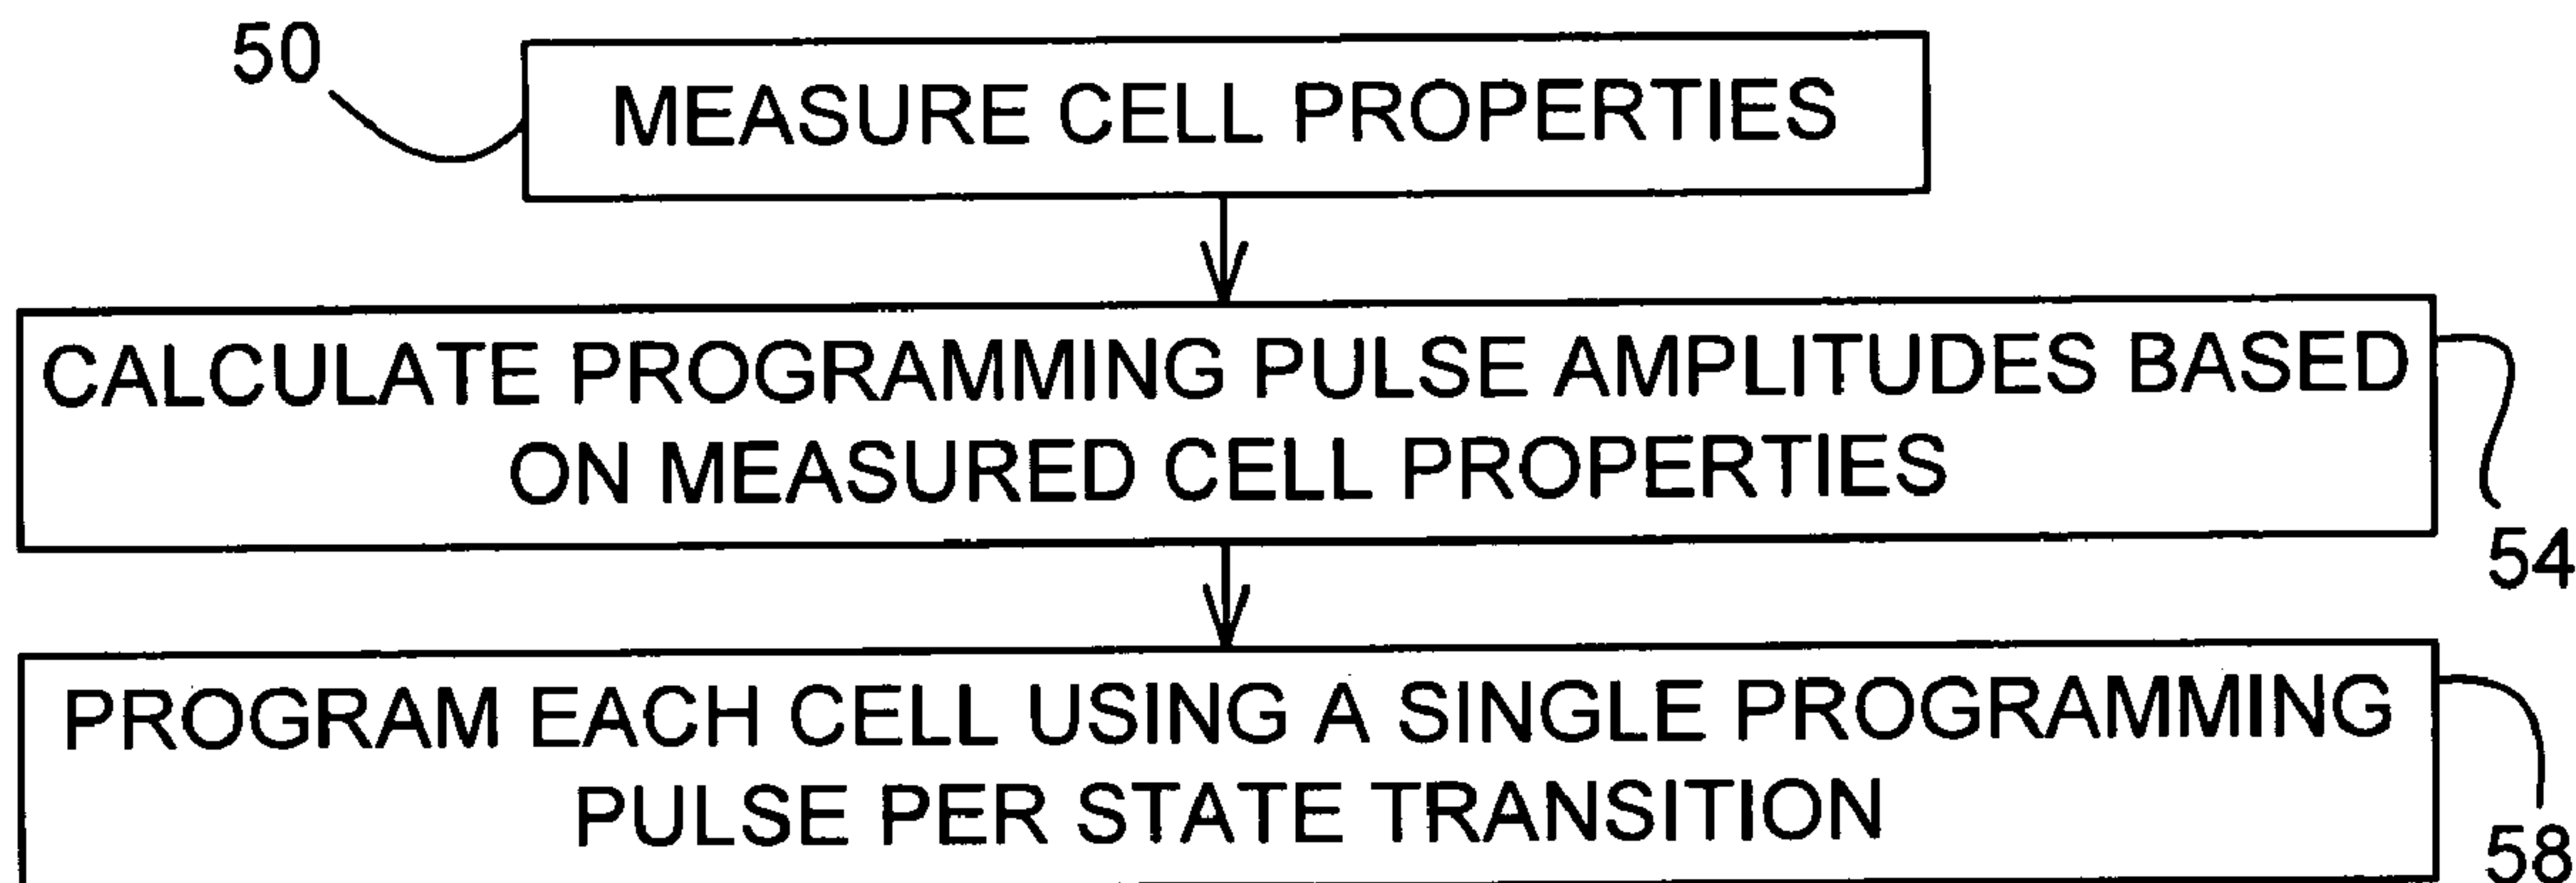 50
MEASURE CELL PROPERTIES
CALCULATE PROGRAMMING PULSE AMPLITUDES BASED
ON MEASURED CELL PROPERTIES
54
PROGRAM EACH CELL USING A SINGLE PROGRAMMING
PULSE PER STATE TRANSITION
58